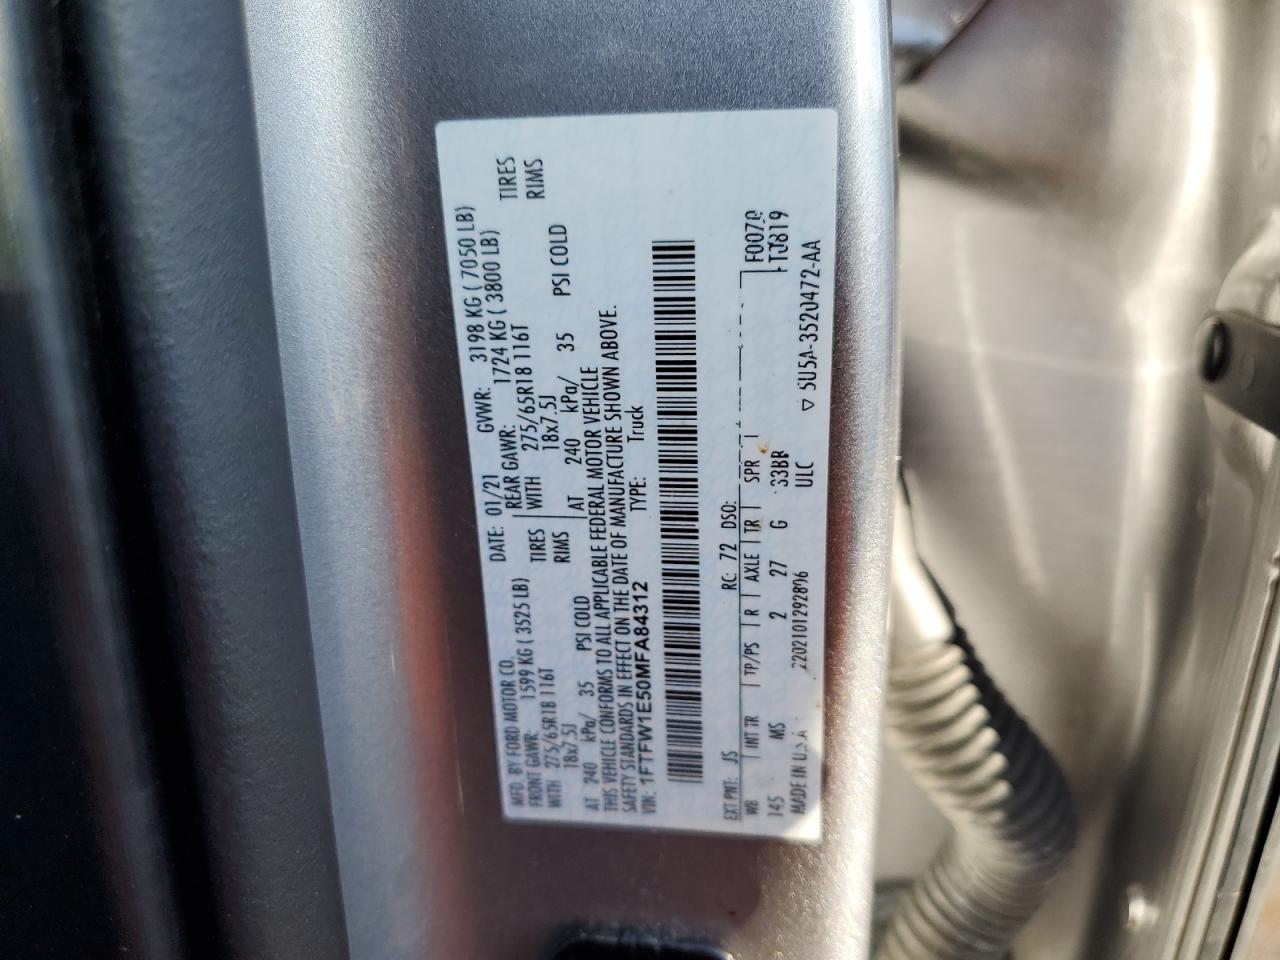 MFD. BY FORD MOTOR CO. DATE: 01/21 GVWR: 3198 KG ( 7050 LB)
FRONT GAWR: 1599 KG ( 3525 LB) REAR GAWR: 1724 KG ( 3800 LB)
WITH 275/65R18 116T TIRES WITH 275/65R18 116T TIRES
18x7.5J RIMS 18x7.5J RIMS
AT 240 kPa/ 35 PSI COLD AT 240 kPa/ 35 PSI COLD
THIS VEHICLE CONFORMS TO ALL APPLICABLE FEDERAL MOTOR VEHICLE
SAFETY STANDARDS IN EFFECT ON THE DATE OF MANUFACTURE SHOWN ABOVE.
VIN: 1FTFW1E50MFA84312 TYPE: Truck
EXT PNT: JS RC: 72 DSO: F0079
WB INT TR TP/PS R AXLE TR SPR TJ819
145 MS 2 27 G 33BR
MADE IN U.S.A. ULC ▽ 5U5A-3520472-AA